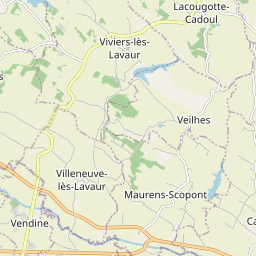 Lacougotte-
Cadoul
Viviers-lès-
Lavaur
Veilhes
Villeneuve-
lès-Lavaur
Maurens-Scopont
Vendine